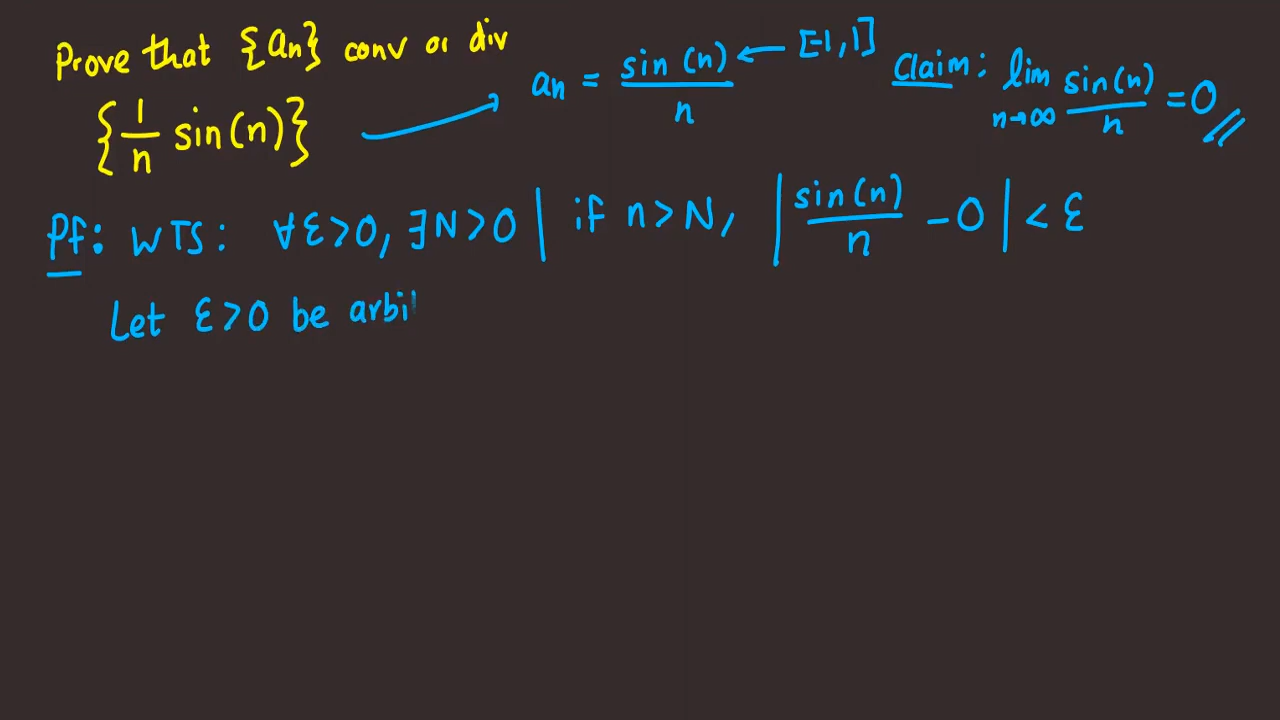 Prove that {an} conv or div
{1/n sin(n)}
an = sin(n)/n ← [-1,1]
Claim: lim n→∞ sin(n)/n = 0
Pf: WTS: ∀ε>0, ∃N>0 | if n>N, |sin(n)/n - 0| < ε
Let ε>0 be arbi